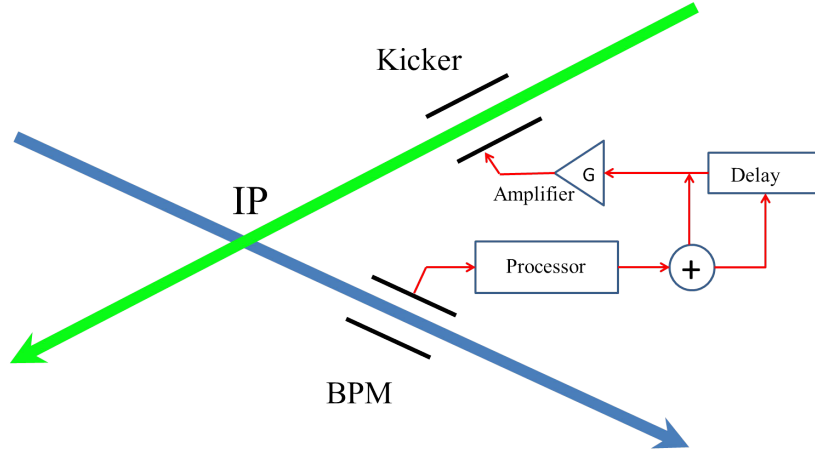 Kicker
IP
Amplifier
G
Delay
Processor
+
BPM